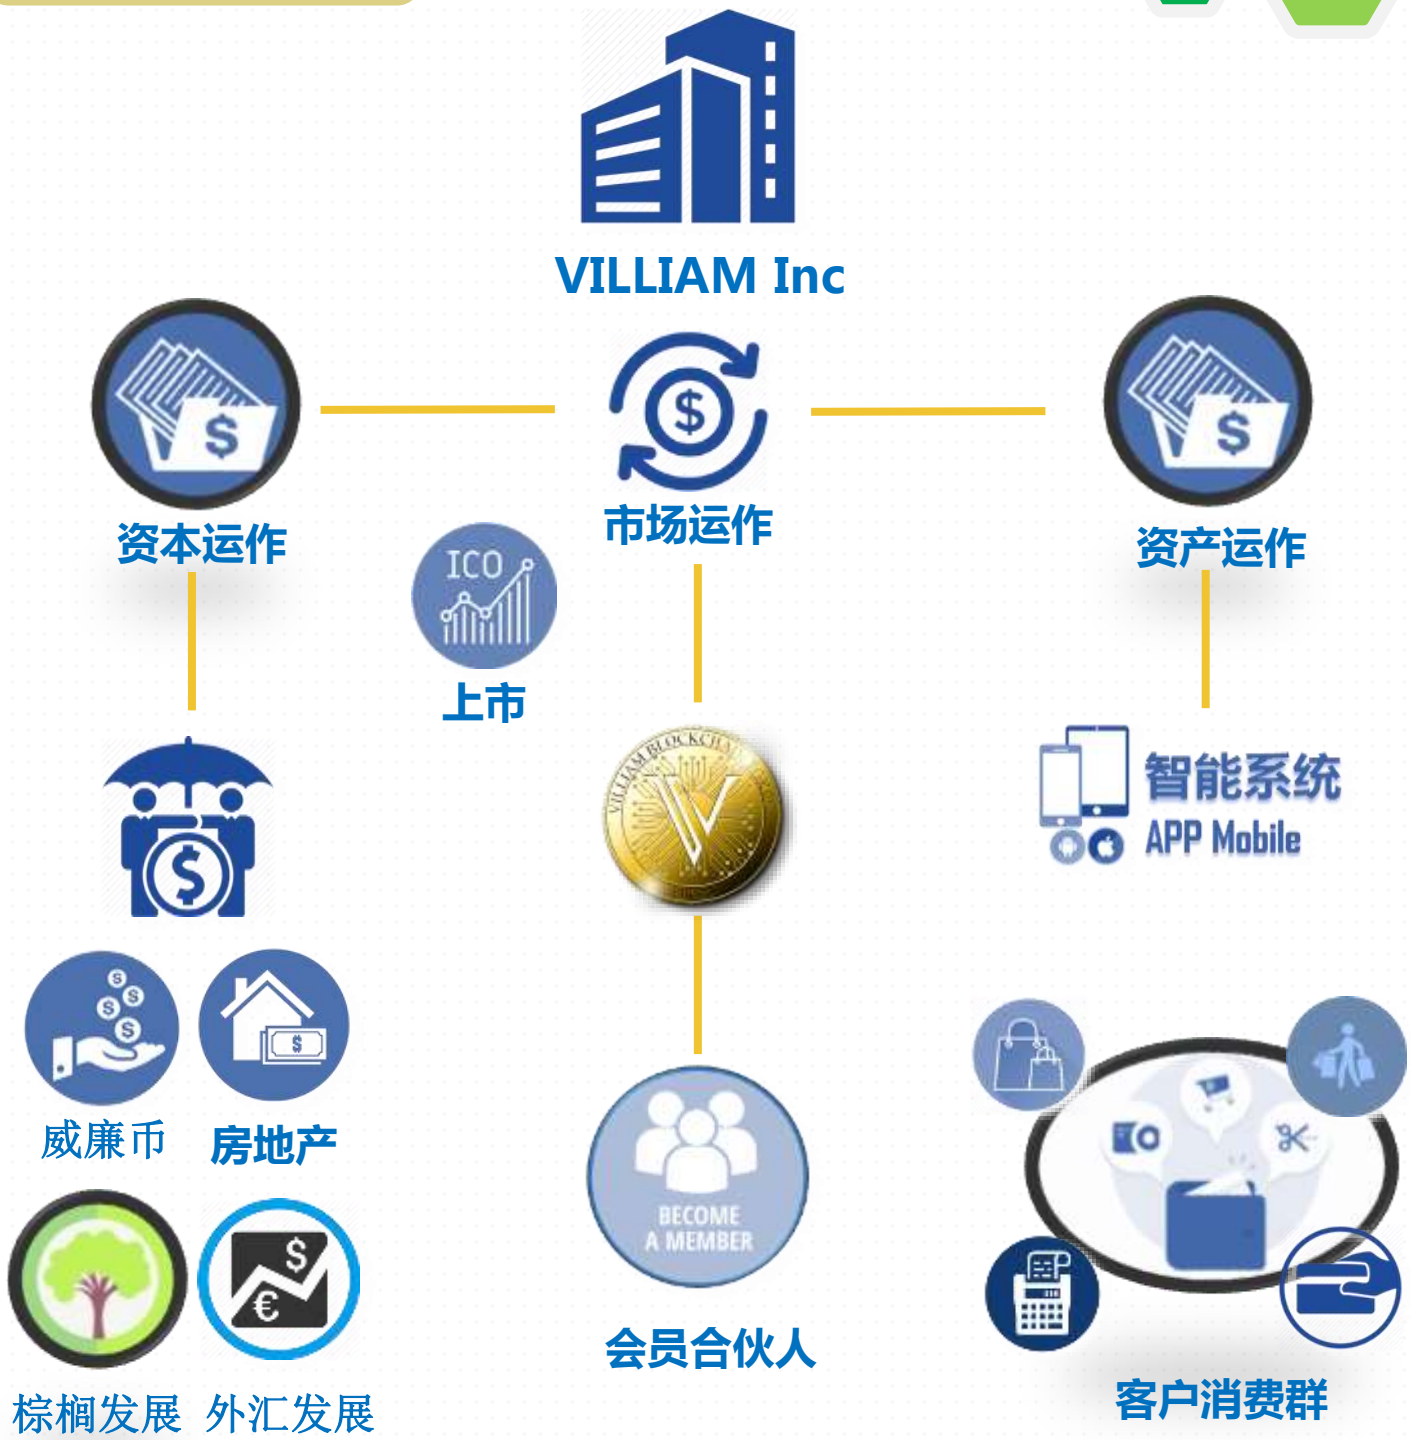 VILLIAM Inc
资本运作
市场运作
资产运作
ICO
上市
VILLIAM BLOCKCHA
智能系统
APP Mobile
威廉币
房地产
BECOME
A MEMBER
会员合伙人
棕榈发展
外汇发展
客户消费群